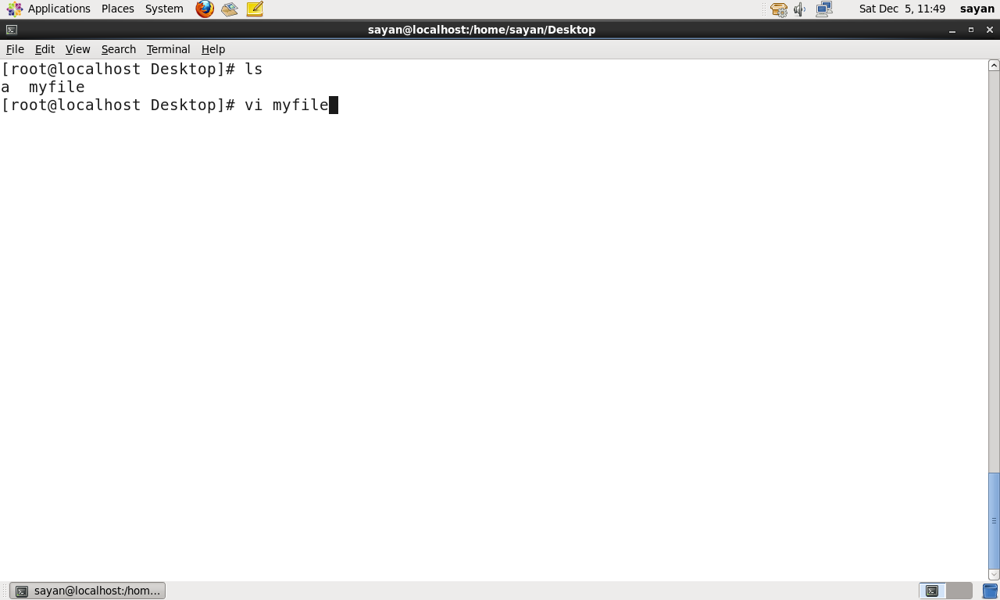 Applications Places System Sat Dec 5, 11:49 sayan
sayan@localhost:/home/sayan/Desktop
File Edit View Search Terminal Help
[root@localhost Desktop]# ls
a  myfile
[root@localhost Desktop]# vi myfile
sayan@localhost:/hom...